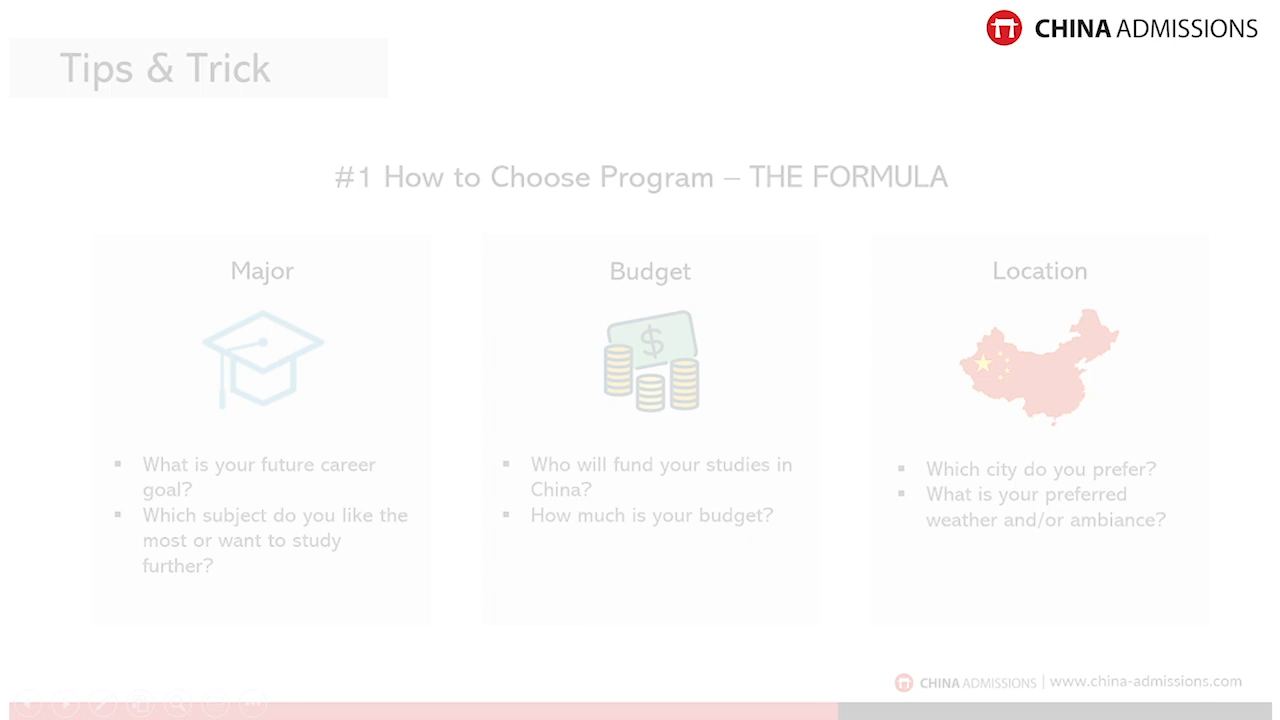 CHINA ADMISSIONS
Tips & Trick
#1 How to Choose Program – THE FORMULA
Major
What is your future career
goal?
Which subject do you like the
most or want to study
further?
Budget
$
Who will fund your studies in
China?
How much is your budget?
Location
Which city do you prefer?
What is your preferred
weather and/or ambiance?
CHINA ADMISSIONS | www.china-admissions.com